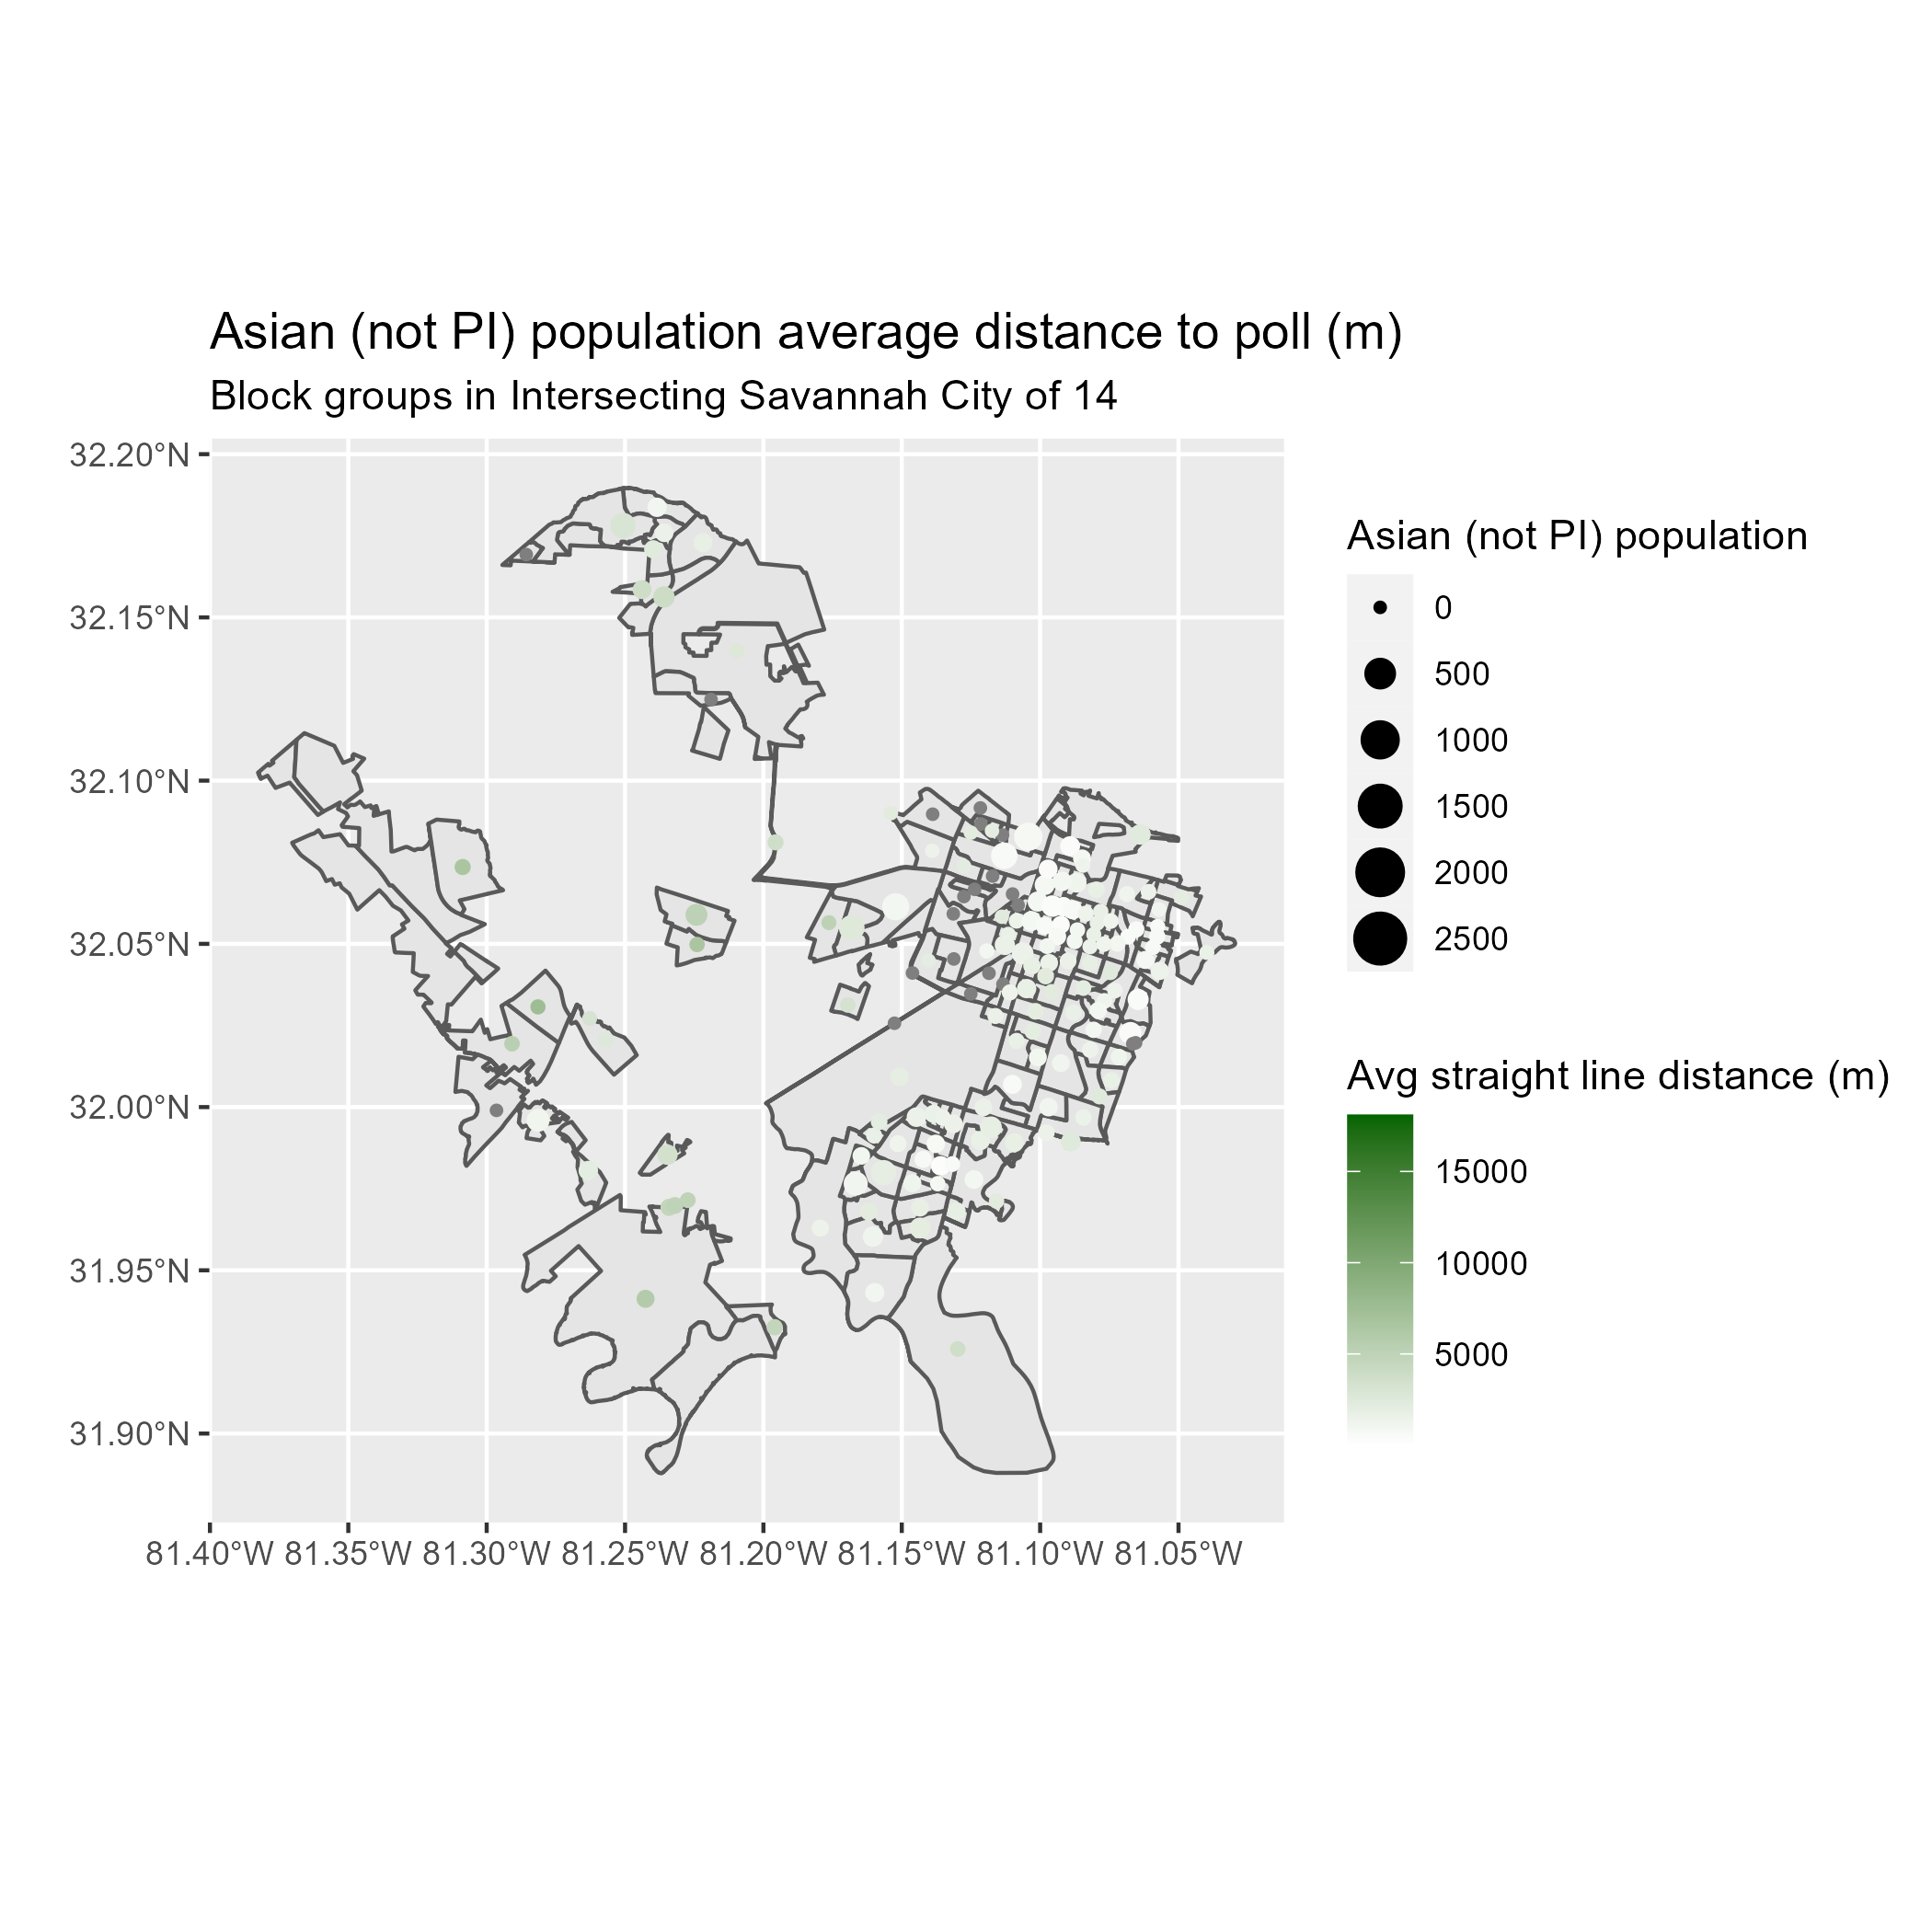 Asian (not PI) population average distance to poll (m)
Block groups in Intersecting Savannah City of 14
32.20°N
32.15°N
32.10°N
32.05°N
32.00°N
31.95°N
31.90°N
81.40°W 81.35°W 81.30°W 81.25°W 81.20°W 81.15°W 81.10°W 81.05°W
Asian (not PI) population
0
500
1000
1500
2000
2500
Avg straight line distance (m)
15000
10000
5000